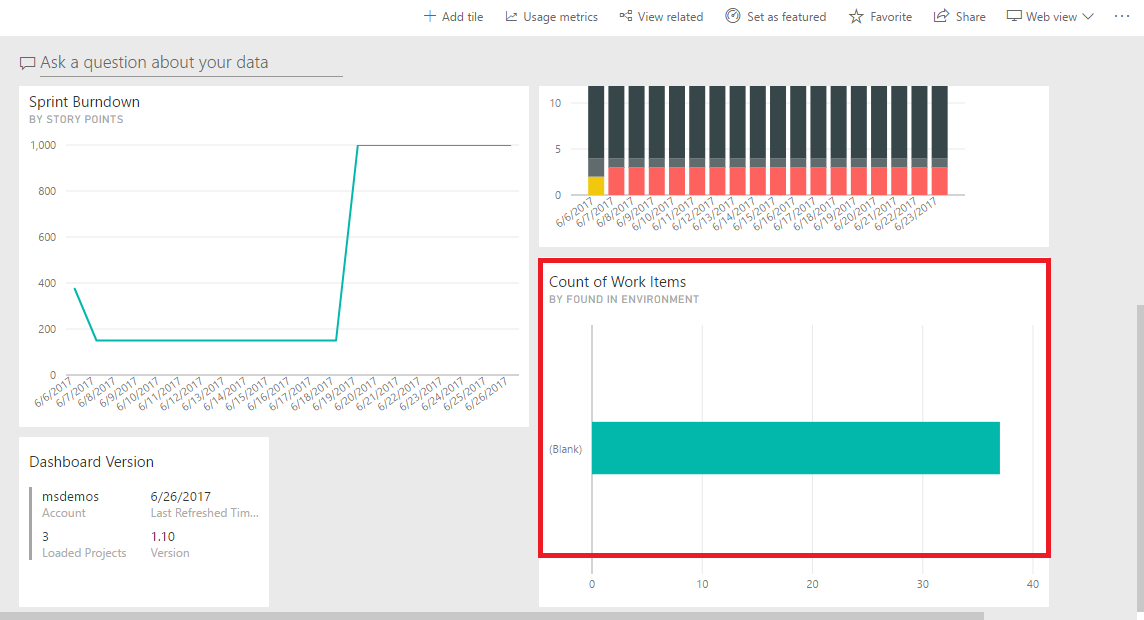 Add tile Usage metrics View related Set as featured Favorite Share Web view ...
Ask a question about your data
Sprint Burndown
BY STORY POINTS
1,000
800
600
400
200
0
6/6/2017 6/7/2017 6/8/2017 6/9/2017 6/10/2017 6/11/2017 6/12/2017 6/13/2017 6/14/2017 6/15/2017 6/16/2017 6/17/2017 6/18/2017 6/19/2017 6/20/2017 6/21/2017 6/22/2017 6/23/2017 6/24/2017 6/25/2017 6/26/2017
10
5
0
6/6/2017 6/7/2017 6/8/2017 6/9/2017 6/10/2017 6/11/2017 6/12/2017 6/13/2017 6/14/2017 6/15/2017 6/16/2017 6/17/2017 6/18/2017 6/19/2017 6/20/2017 6/21/2017 6/22/2017 6/23/2017
Count of Work Items
BY FOUND IN ENVIRONMENT
(Blank)
0 10 20 30 40
Dashboard Version
msdemos 6/26/2017
Account Last Refreshed Tim...
3 1.10
Loaded Projects Version